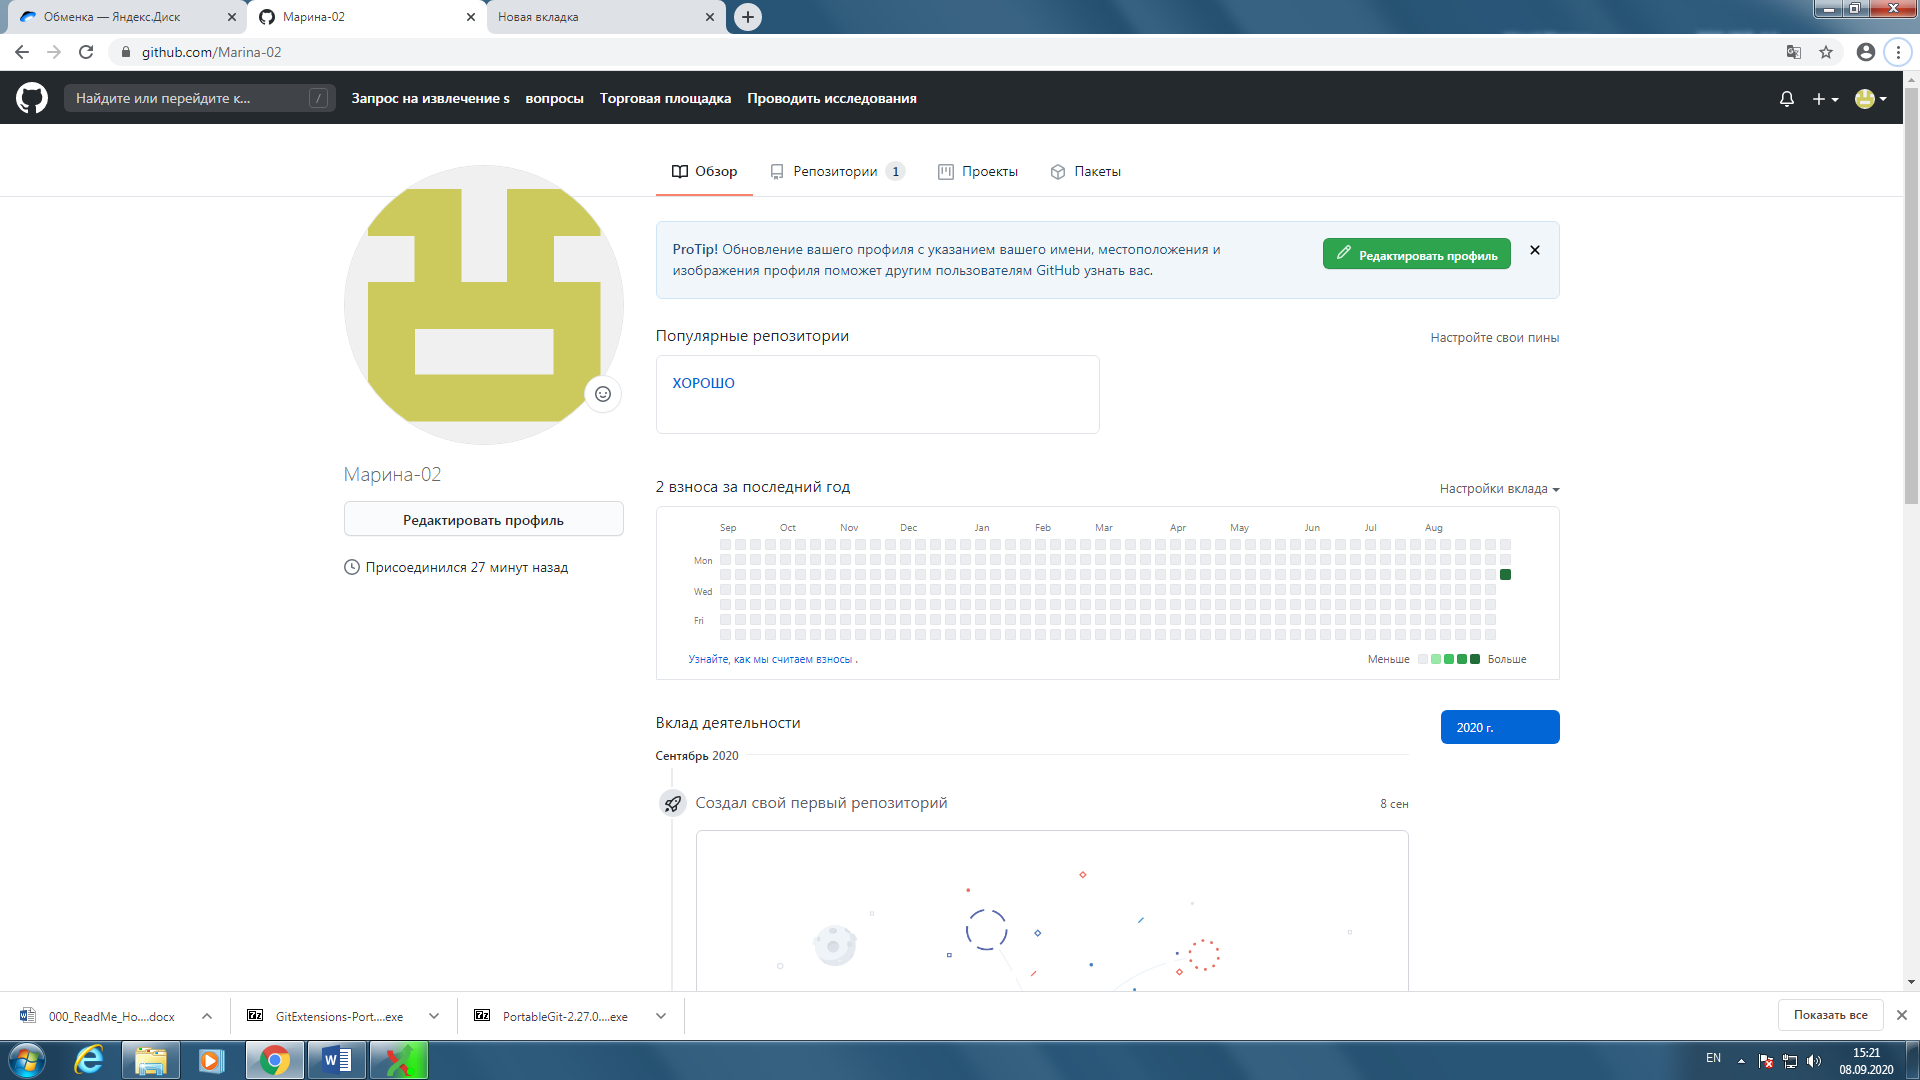 Обменка — Яндекс.Диск
Марина-02
Новая вкладка
github.com/Marina-02
Найдите или перейдите к...
/
Запрос на извлечение s вопросы Торговая площадка Проводить исследования
Обзор
Репозитории 1
Проекты
Пакеты
ProTip! Обновление вашего профиля с указанием вашего имени, местоположения и
изображения профиля поможет другим пользователям GitHub узнать вас.
Редактировать профиль
Популярные репозитории
Настройте свои пины
ХОРОШО
Марина-02
Редактировать профиль
Присоединился 27 минут назад
2 взноса за последний год
Настройки вклада
Sep Oct Nov Dec Jan Feb Mar Apr May Jun Jul Aug
Mon
Wed
Fri
Узнайте, как мы считаем взносы .
Меньше
Больше
Вклад деятельности
2020 г.
Сентябрь 2020
Создал свой первый репозиторий
8 сен
000_ReadMe_Ho....docx
GitExtensions-Port....exe
PortableGit-2.27.0....exe
Показать все
EN
15:21
08.09.2020